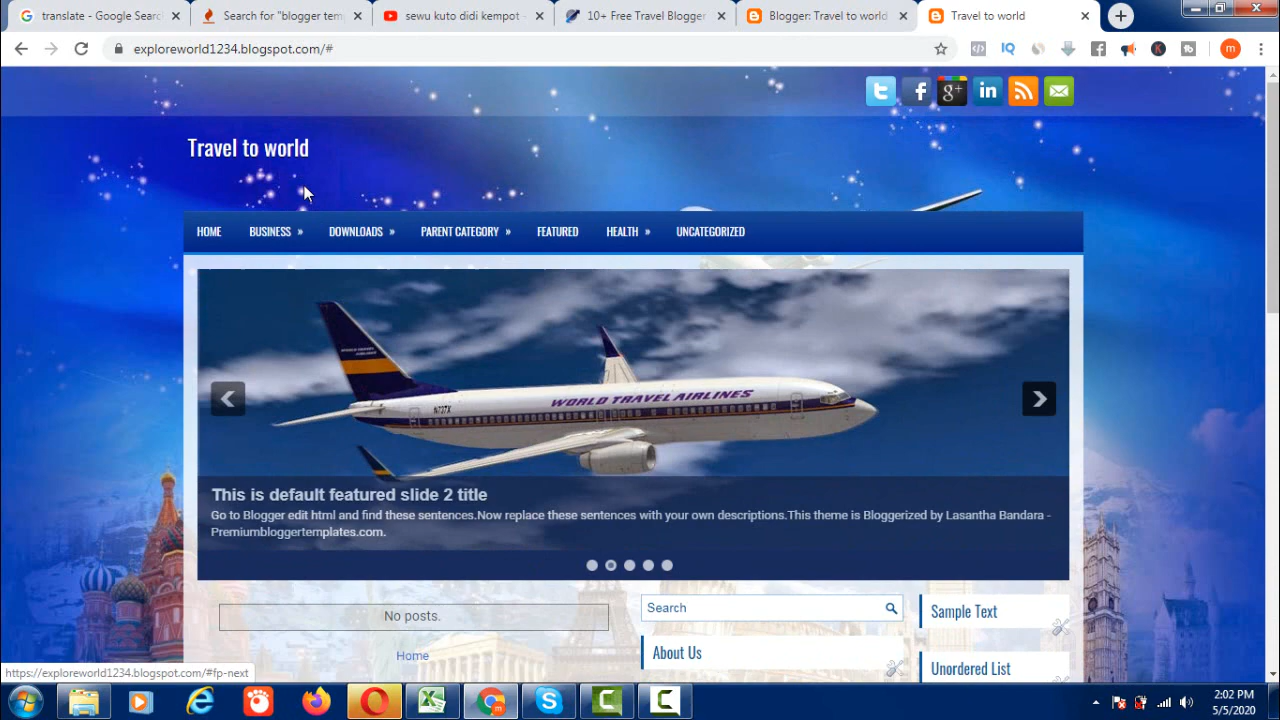 translate - Google Searc
Search for "blogger tem
sewu kuto didi kempot -
10+ Free Travel Blogger
Blogger: Travel to world
Travel to world
exploreworld1234.blogspot.com/#
IQ
K
m
g+
in
Travel to world
HOME
BUSINESS »
DOWNLOADS »
PARENT CATEGORY »
FEATURED
HEALTH »
UNCATEGORIZED
WORLD TRAVEL AIRLINES
N737X
This is default featured slide 2 title
Go to Blogger edit html and find these sentences.Now replace these sentences with your own descriptions.This theme is Bloggerized by Lasantha Bandara -
Premiumbloggertemplates.com.
No posts.
Home
Search
About Us
Sample Text
Unordered List
https://exploreworld1234.blogspot.com/#fp-next
2:02 PM
5/5/2020